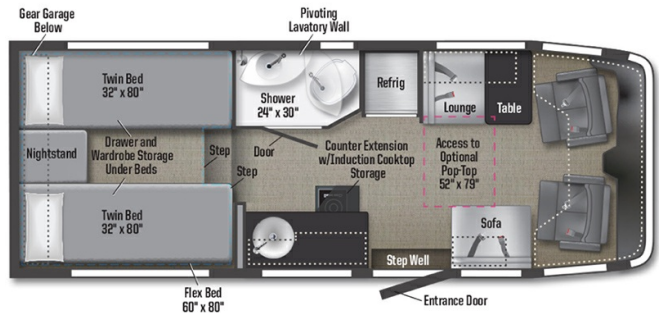 Gear Garage
Below
Pivoting
Lavatory Wall
Twin Bed
32" x 80"
Shower
24" x 30"
Refrig
Lounge
Table
Nightstand
Drawer and
Wardrobe Storage
Under Beds
Step
Door
Step
Counter Extension
w/Induction Cooktop
Storage
Access to
Optional
Pop-Top
52" x 79"
Twin Bed
32" x 80"
Sofa
Step Well
Flex Bed
60" x 80"
Entrance Door